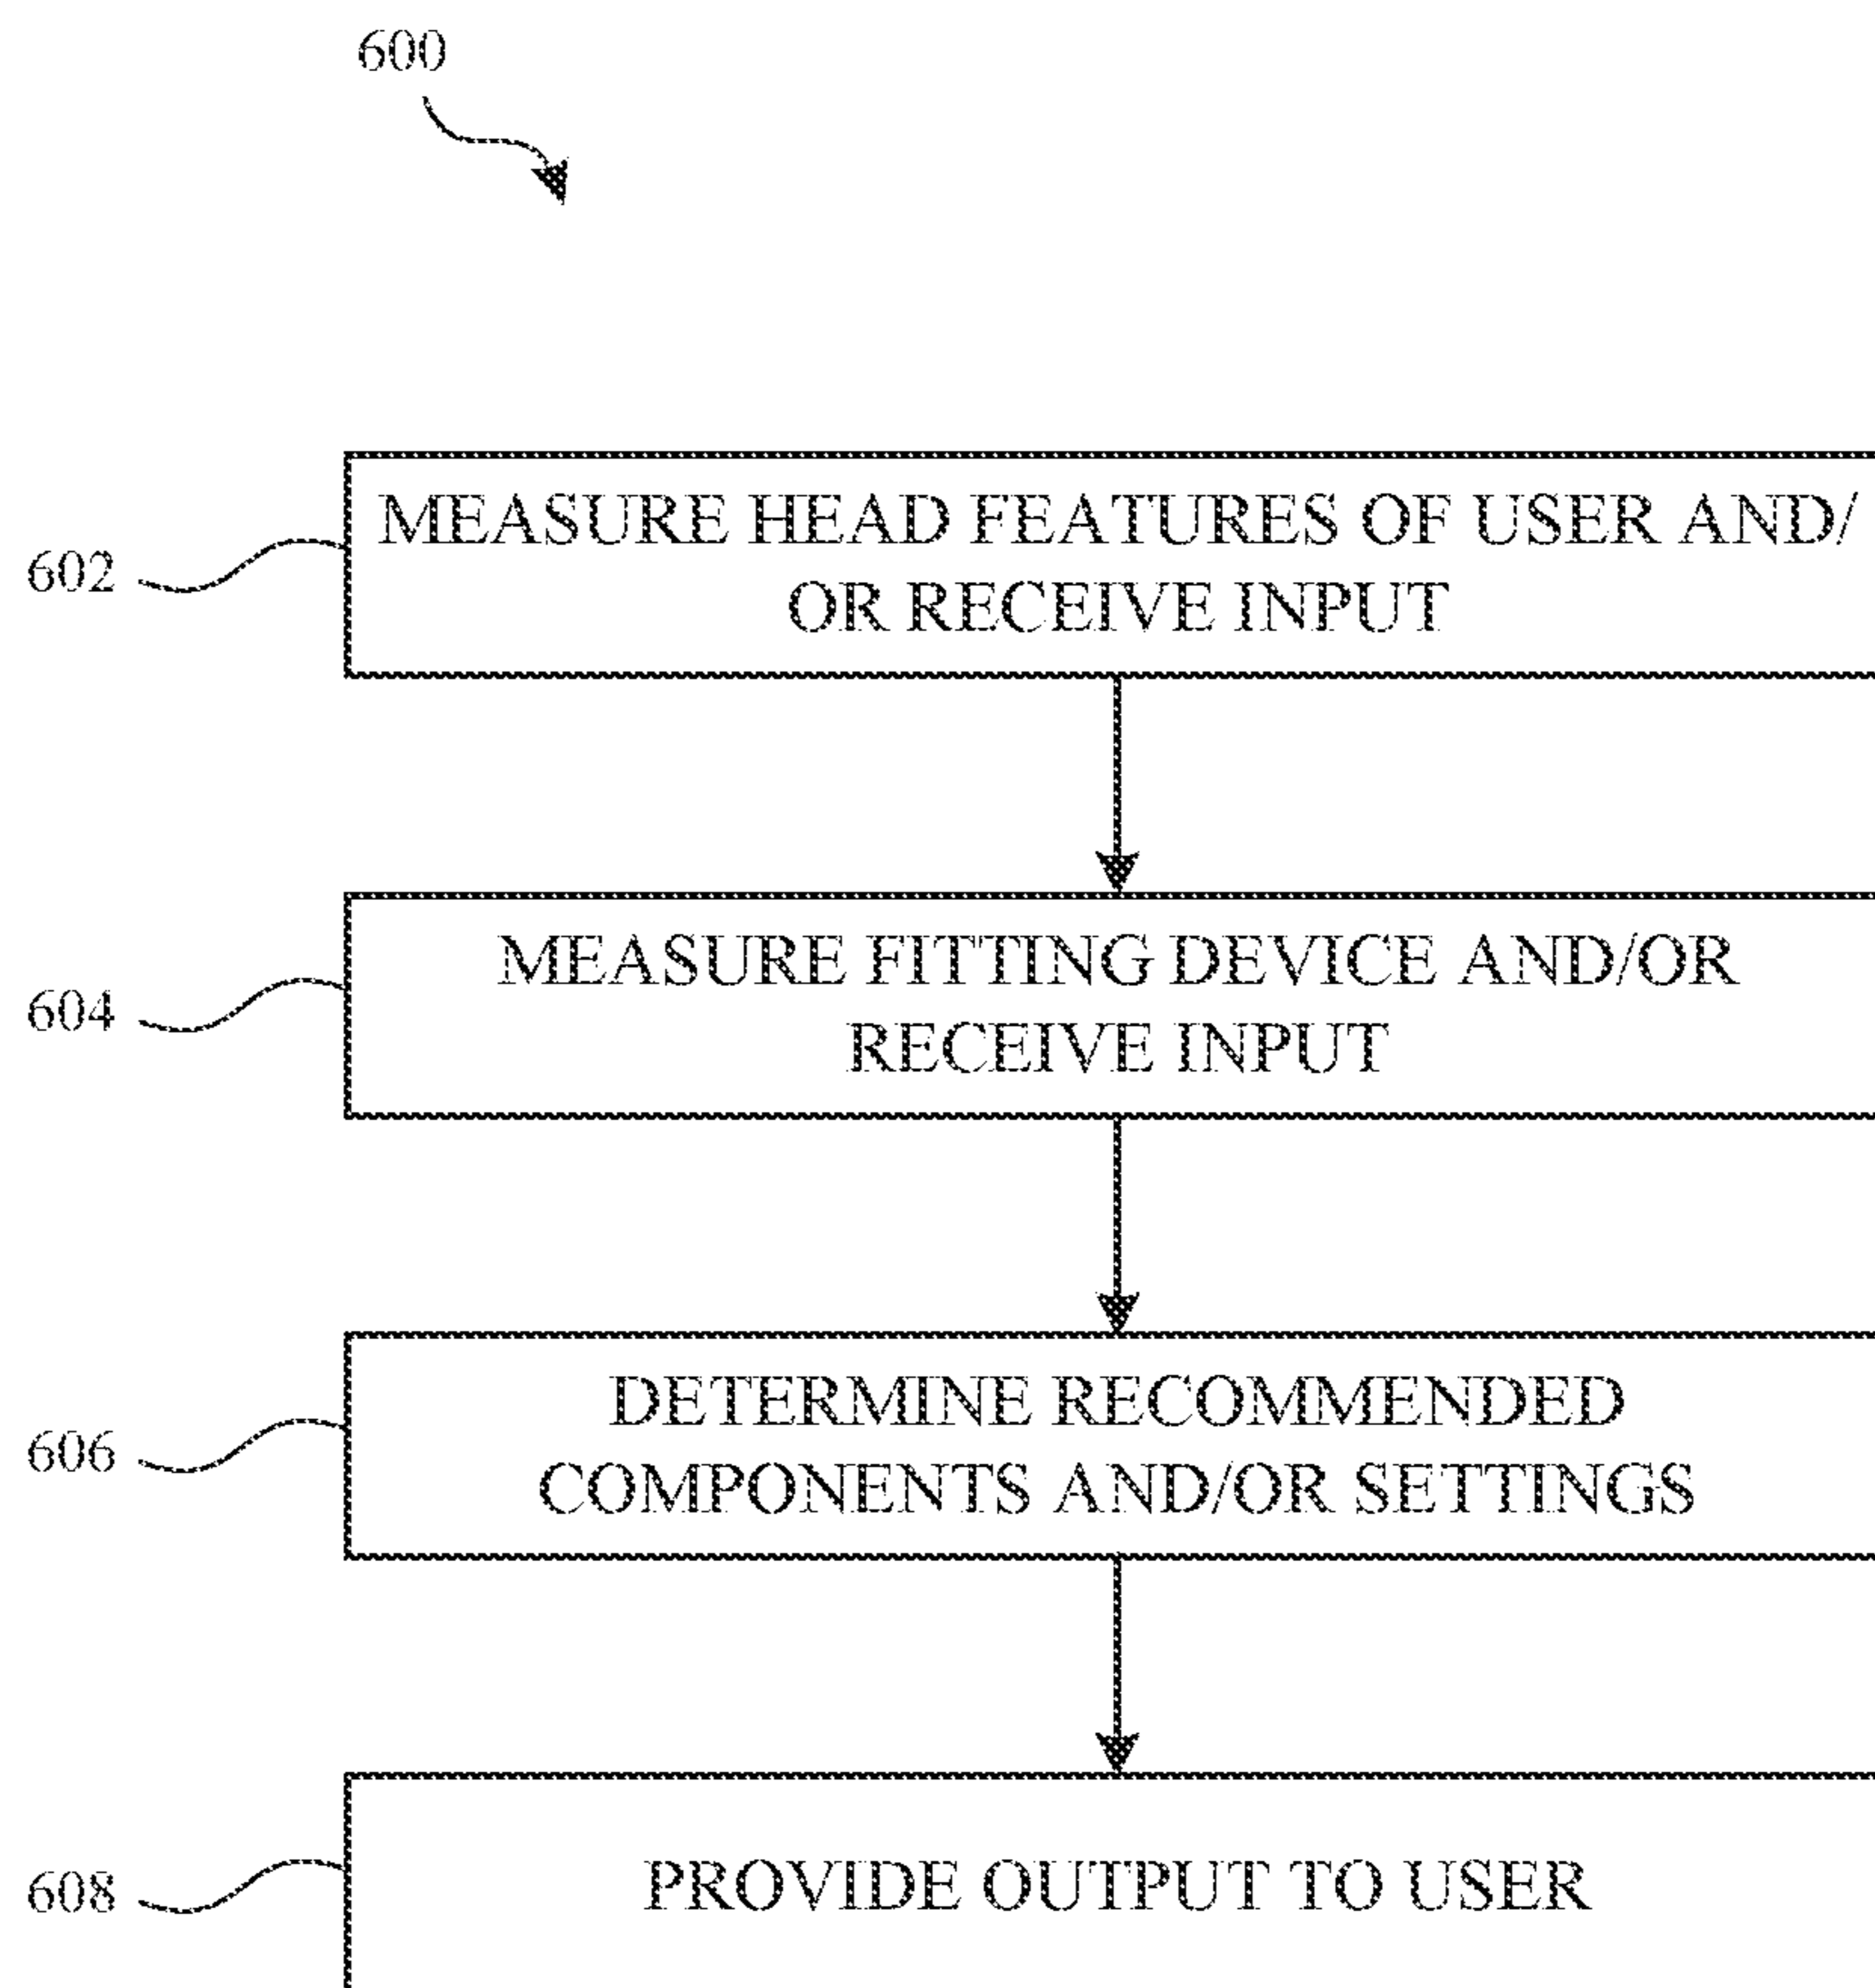 600
602
MEASURE HEAD FEATURES OF USER AND/
OR RECEIVE INPUT
604
MEASURE FITTING DEVICE AND/OR
RECEIVE INPUT
606
DETERMINE RECOMMENDED
COMPONENTS AND/OR SETTINGS
608
PROVIDE OUTPUT TO USER